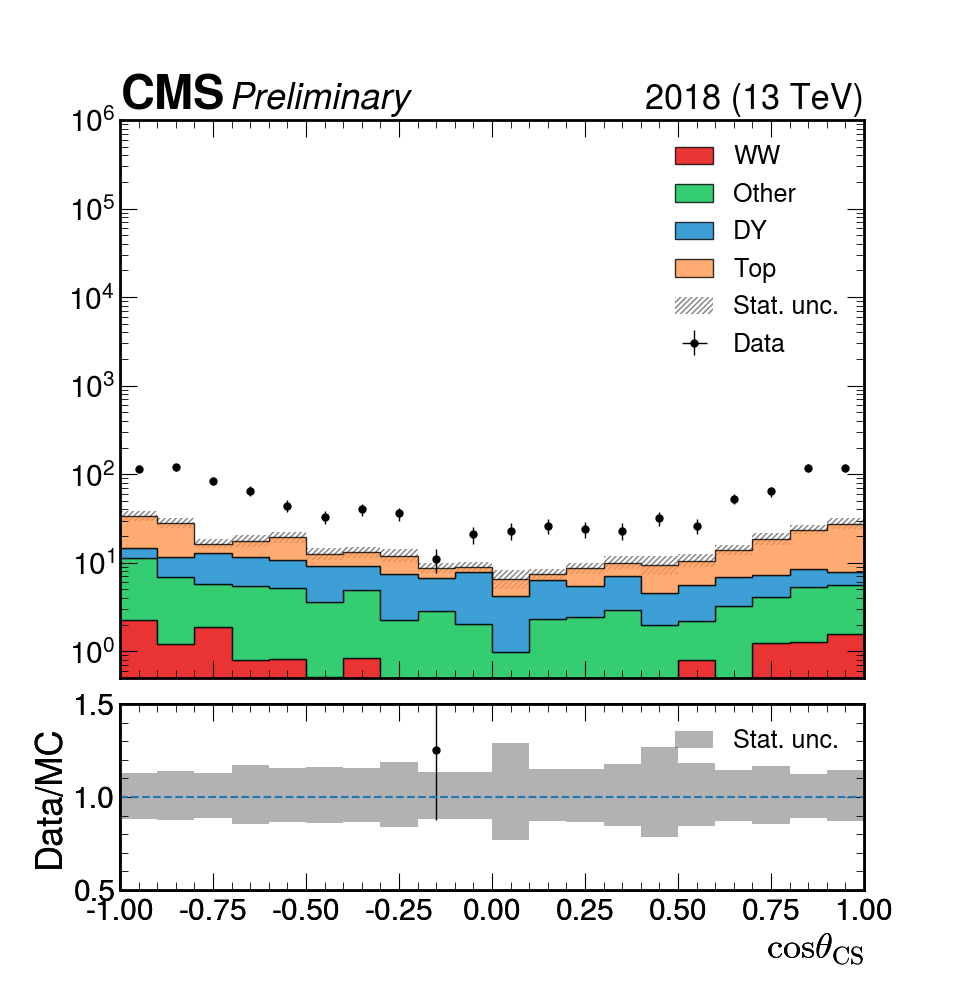 CMS Preliminary 2018 (13 TeV)
10^6
10^5
10^4
10^3
10^2
10^1
10^0
WW
Other
DY
Top
Stat. unc.
Data
Data/MC
1.5
1.0
0.5
Stat. unc.
-1.00 -0.75 -0.50 -0.25 0.00 0.25 0.50 0.75 1.00
cosθ_CS